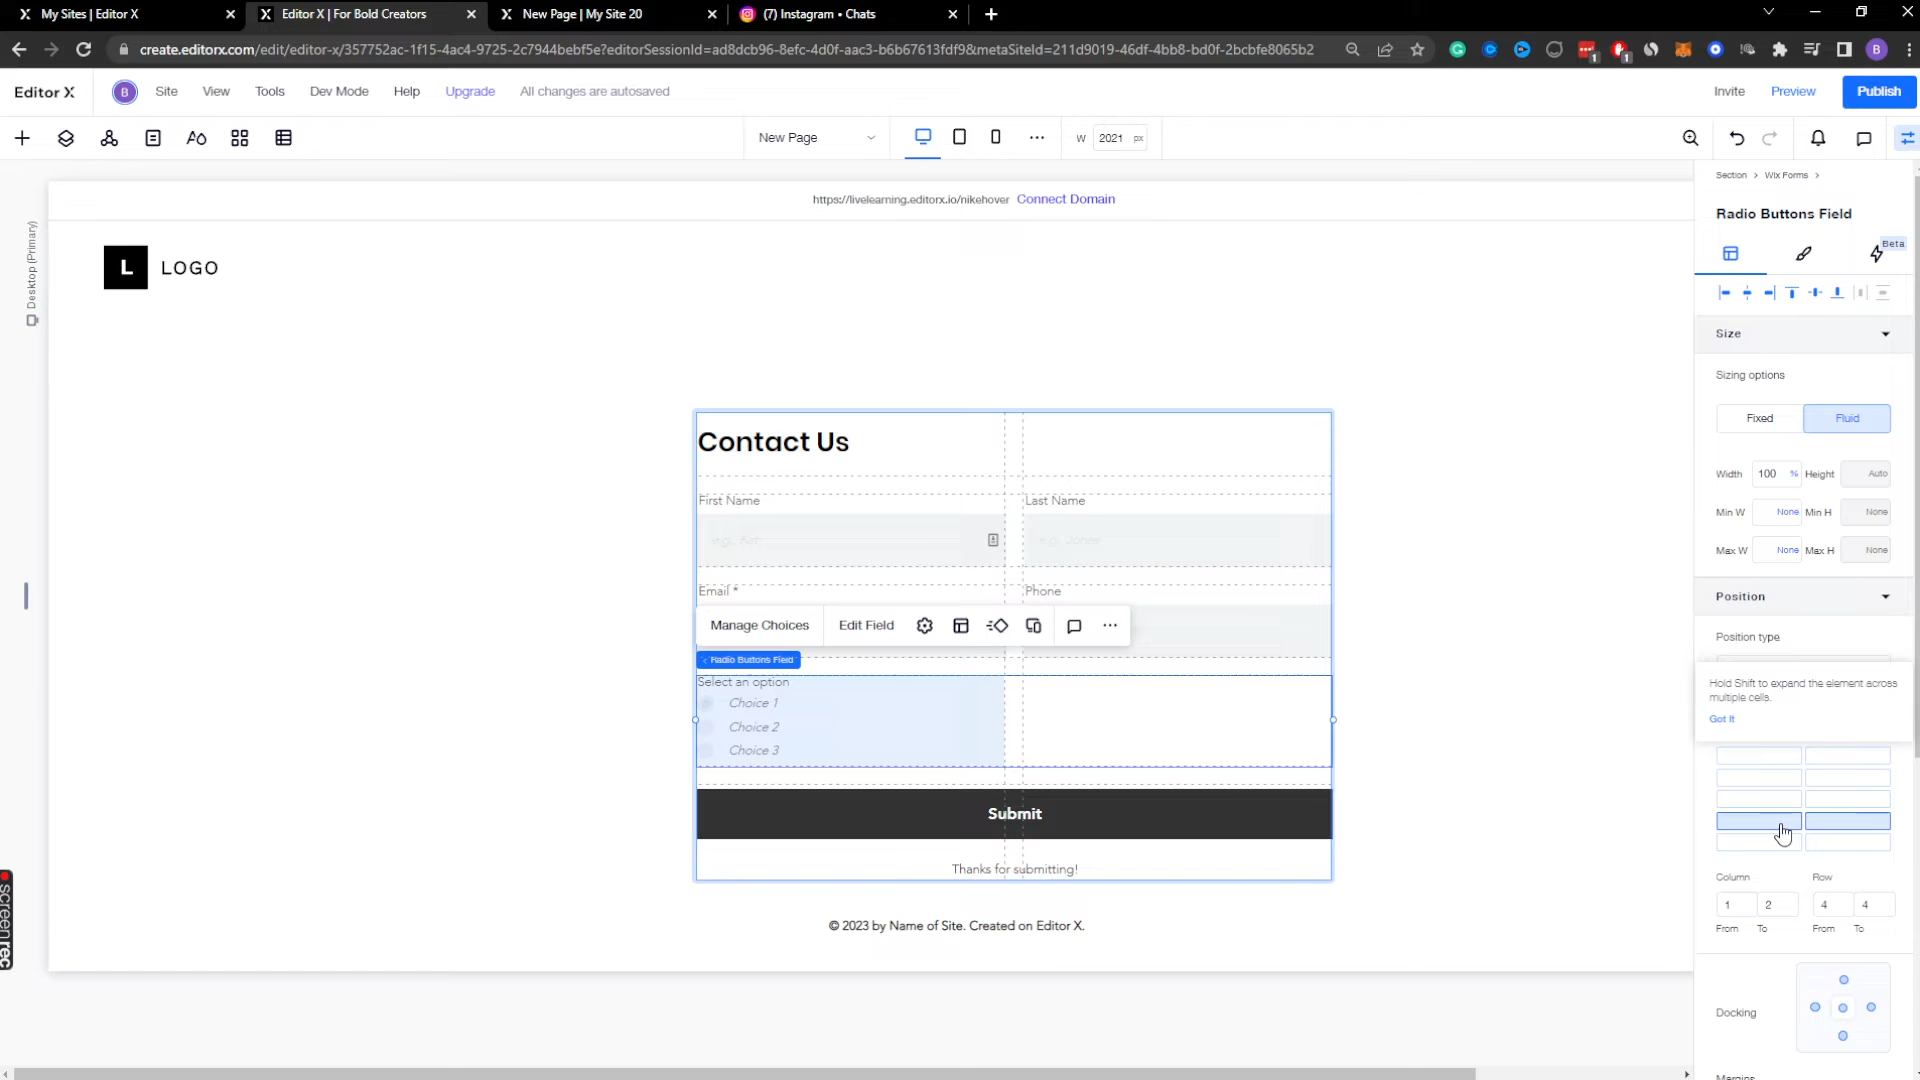 My Sites | Editor X
Editor X | For Bold Creators
New Page | My Site 20
(7) Instagram • Chats
create.editorx.com/edit/editor-x/357752ac-1f15-4ac4-9725-2c7944bebf5e?editorSessionId=ad8dcb96-8efc-4d0f-aac3-b6b67613fdf9&metaSiteId=211d9019-46df-4bb8-bd0f-2bcbfe8065b2
1
1
B
Editor X
B
Site
View
Tools
Dev Mode
Help
Upgrade
All changes are autosaved
Invite
Preview
Publish
New Page
W
2021
px
https://livelearning.editorx.io/nikehover Connect Domain
Desktop (Primary)
L
LOGO
Contact Us
First Name
Last Name
e.g., Jones
Email *
Phone
Manage Choices
Edit Field
< Radio Buttons Field
Select an option
Choice 1
Choice 2
Choice 3
Submit
Thanks for submitting!
© 2023 by Name of Site. Created on Editor X.
Section > Wix Forms >
Radio Buttons Field
Beta
Size
Sizing options
Fixed
Fluid
Width 100 % Height Auto
Min W None Min H None
Max W None Max H None
Position
Position type
Hold Shift to expand the element across
multiple cells.
Got It
Column Row
1 2 4 4
From To From To
Docking
Margins
screenrec